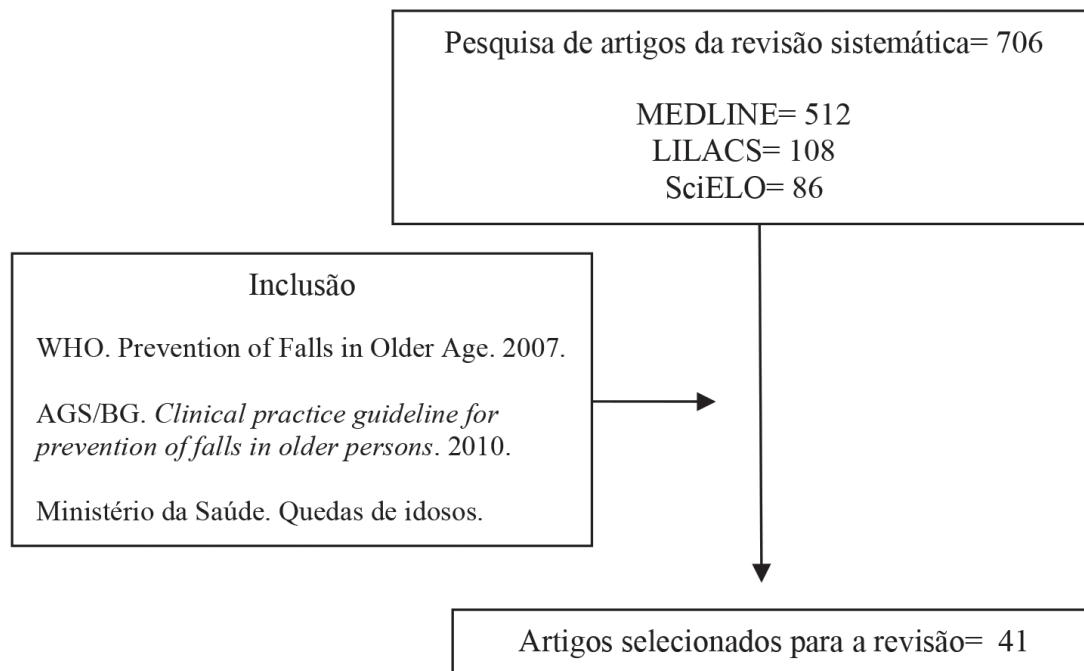 Pesquisa de artigos da revisão sistemática= 706
MEDLINE= 512
LILACS= 108
SciELO= 86
Inclusão
WHO. Prevention of Falls in Older Age. 2007.
AGS/BG. Clinical practice guideline for
prevention of falls in older persons. 2010.
Ministério da Saúde. Quedas de idosos.
Artigos selecionados para a revisão= 41